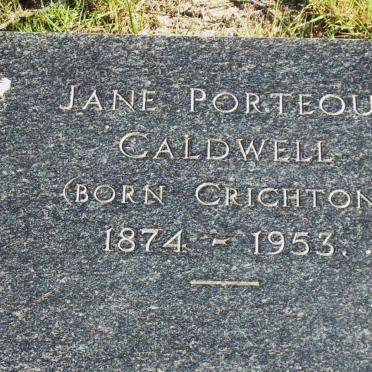 JANE PORTEOU
CALDWELL
(BORN CRICHTON
1874 - 1953.